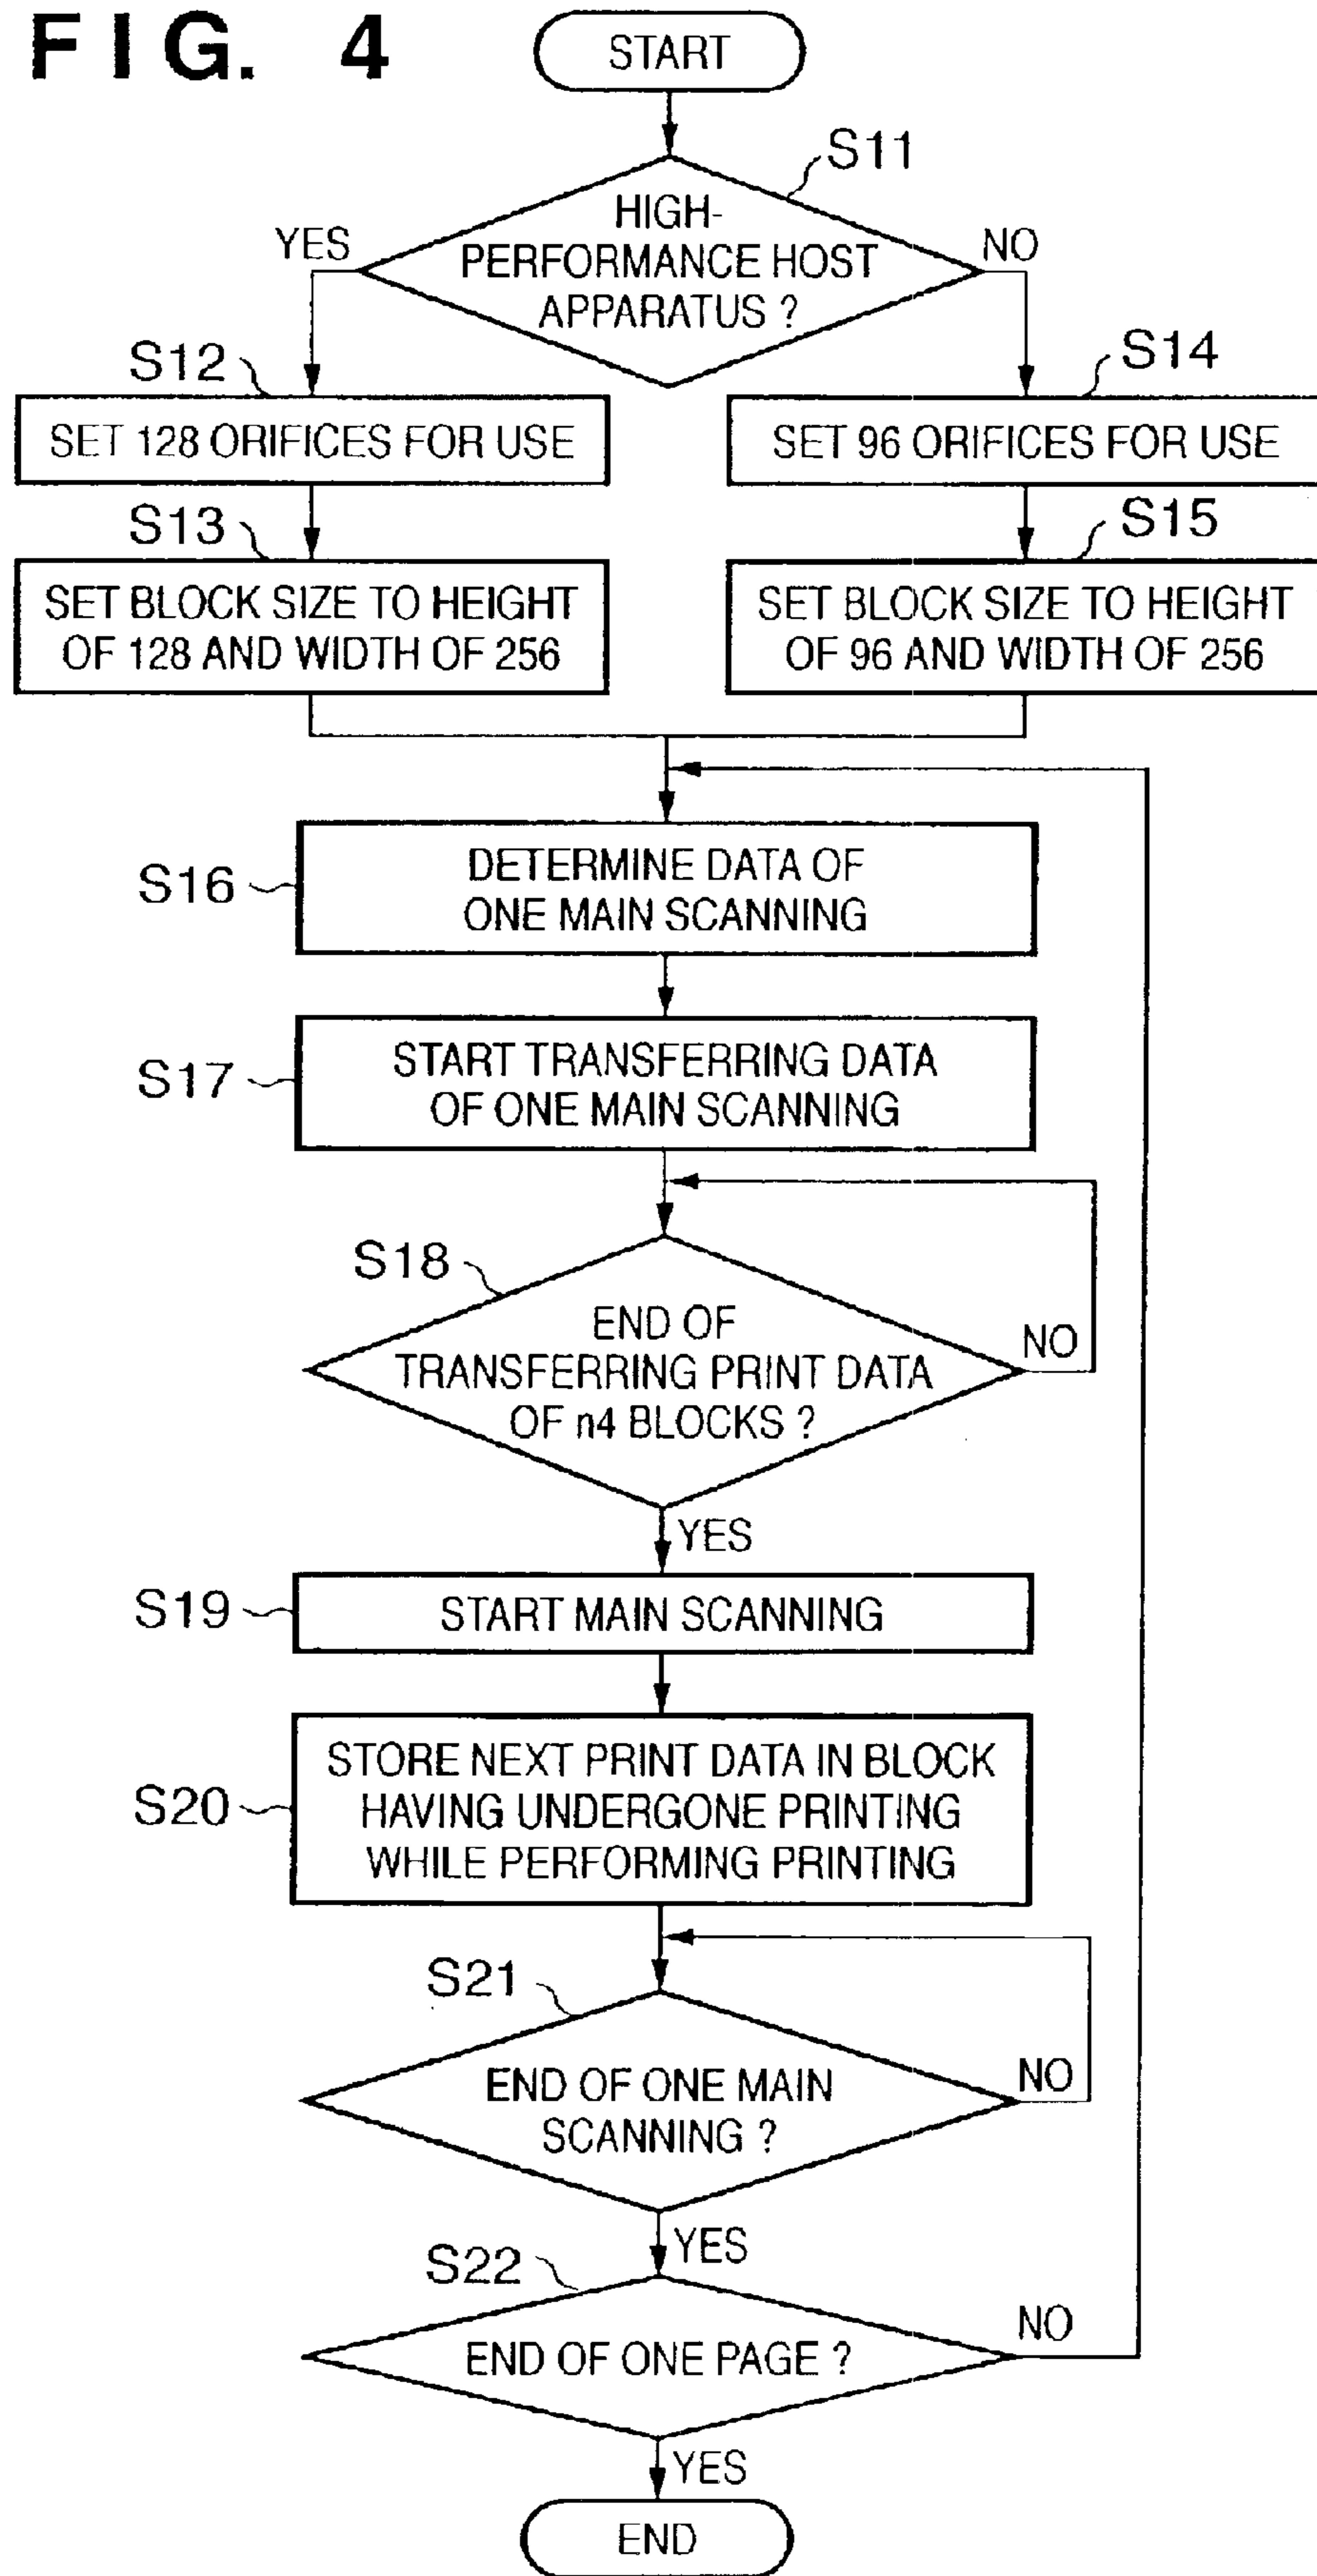 FIG. 4
START
S11
HIGH-
PERFORMANCE HOST
APPARATUS ?
YES
NO
S12
S14
SET 128 ORIFICES FOR USE
SET 96 ORIFICES FOR USE
S13
S15
SET BLOCK SIZE TO HEIGHT
OF 128 AND WIDTH OF 256
SET BLOCK SIZE TO HEIGHT
OF 96 AND WIDTH OF 256
S16
DETERMINE DATA OF
ONE MAIN SCANNING
S17
START TRANSFERRING DATA
OF ONE MAIN SCANNING
S18
END OF
TRANSFERRING PRINT DATA
OF n4 BLOCKS ?
NO
YES
S19
START MAIN SCANNING
S20
STORE NEXT PRINT DATA IN BLOCK
HAVING UNDERGONE PRINTING
WHILE PERFORMING PRINTING
S21
END OF ONE MAIN
SCANNING ?
NO
YES
S22
END OF ONE PAGE ?
NO
YES
END